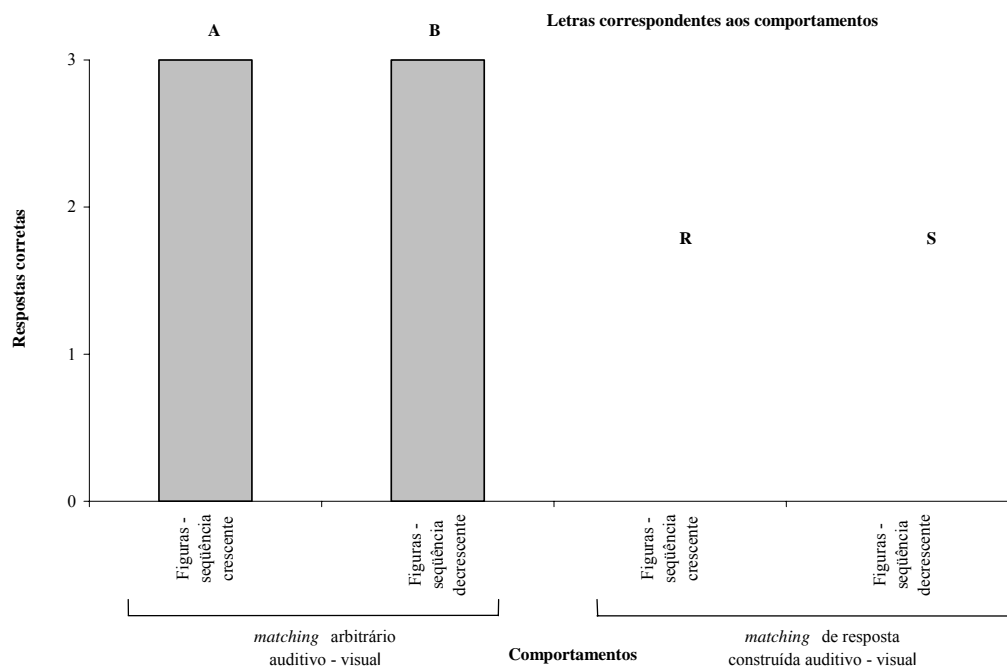 Letras correspondentes aos comportamentos
A
B
3
2
1
0
R
S
Respostas corretas
Figuras -
seqüência
crescente
Figuras -
seqüência
decrescente
Figuras -
seqüência
crescente
Figuras -
seqüência
decrescente
matching arbitrário
auditivo - visual
Comportamentos
matching de resposta
construída auditivo - visual